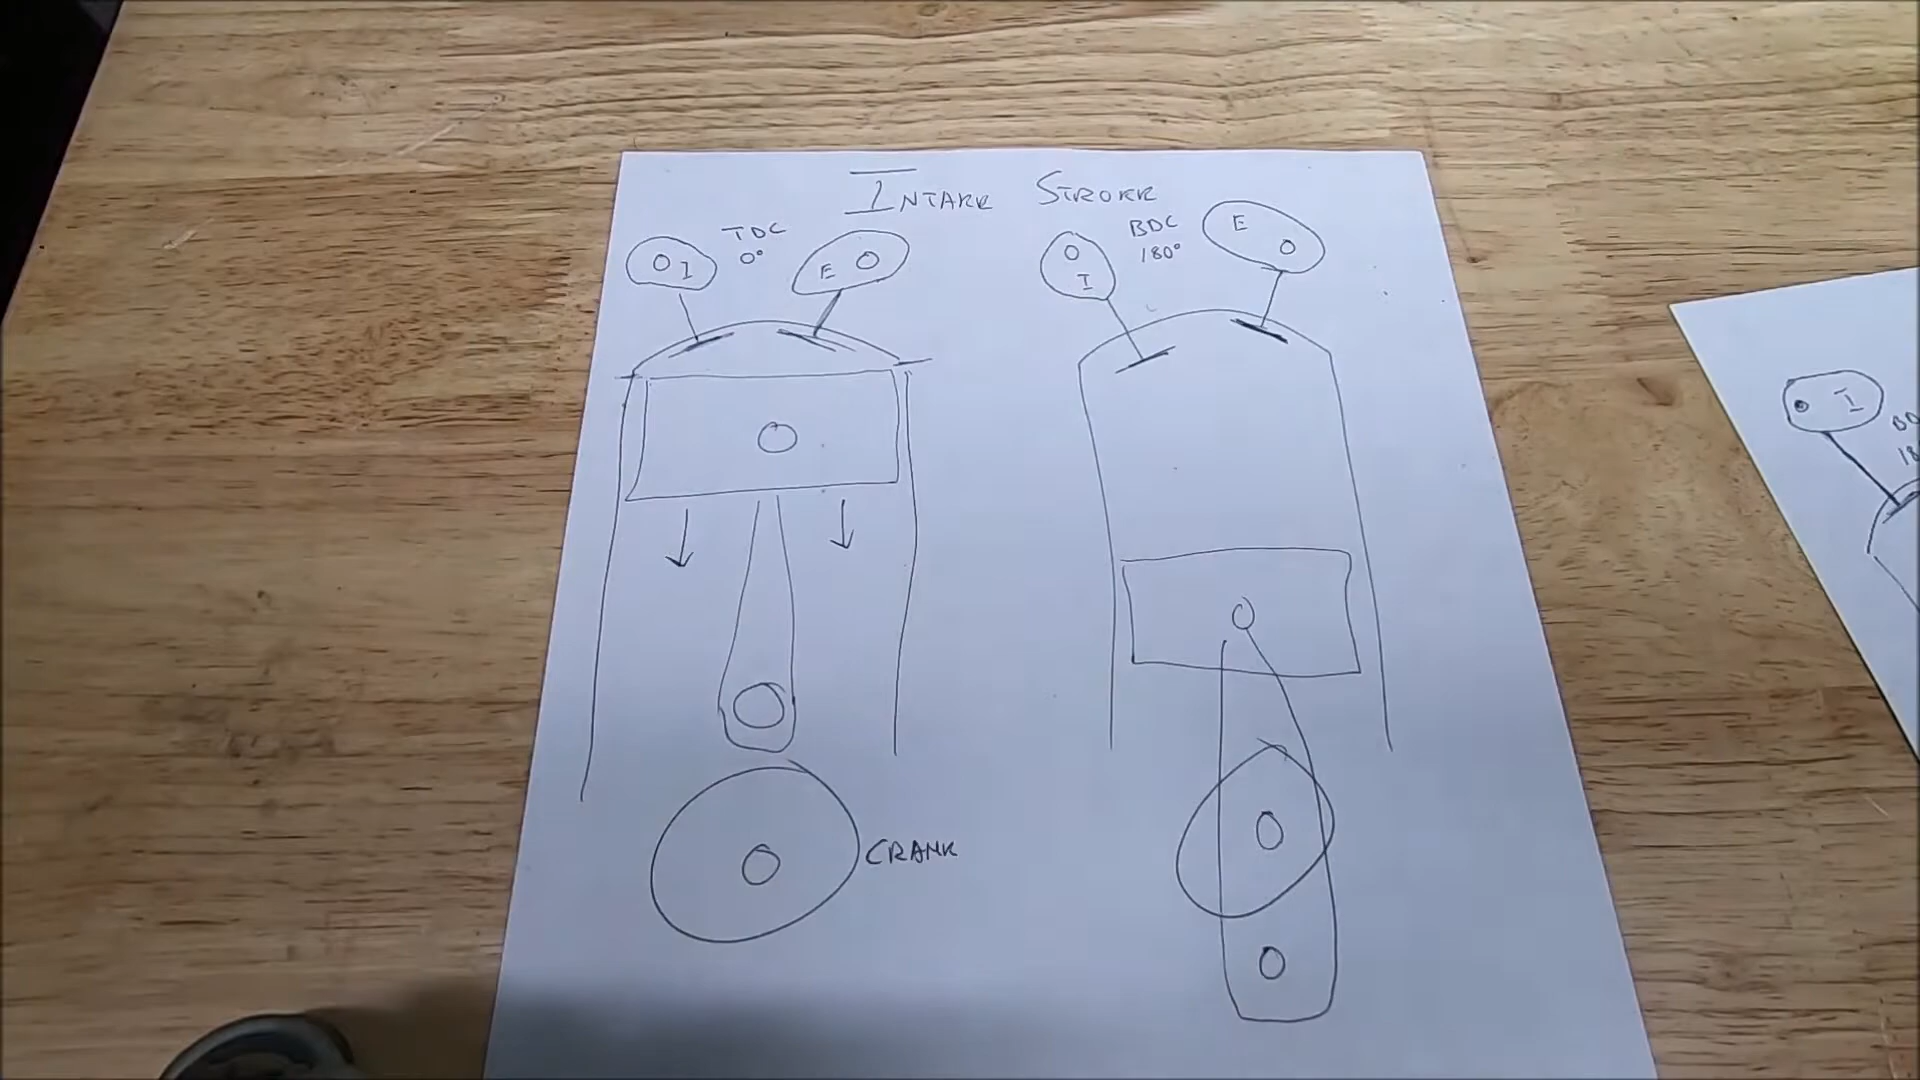 INTAKE STROKE
TDC
0°
I
E
BDC
180°
I
E
CRANK
I